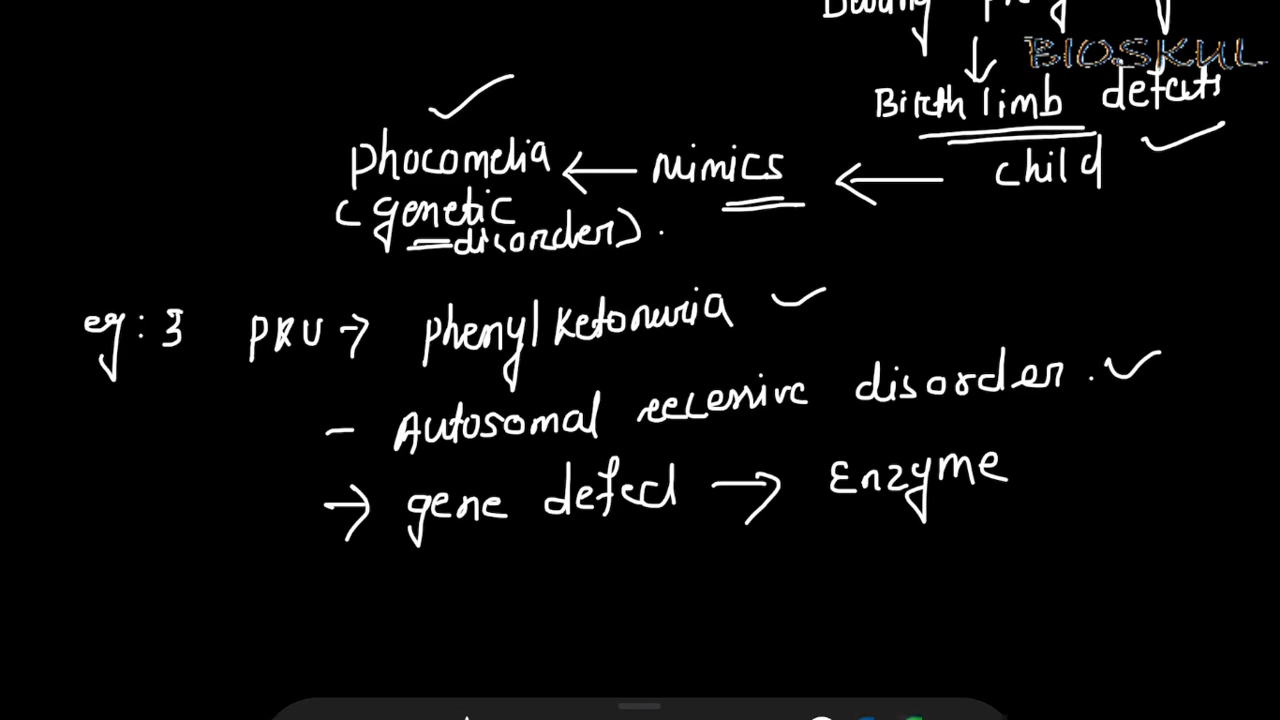 During
BIOSKUL
Birth limb defects
child
phocomelia ← mimics ←
(genetic
disorder).
eg: 3 PKU → phenylketonuria
- Autosomal recessive disorder.
→ gene defect → Enzyme